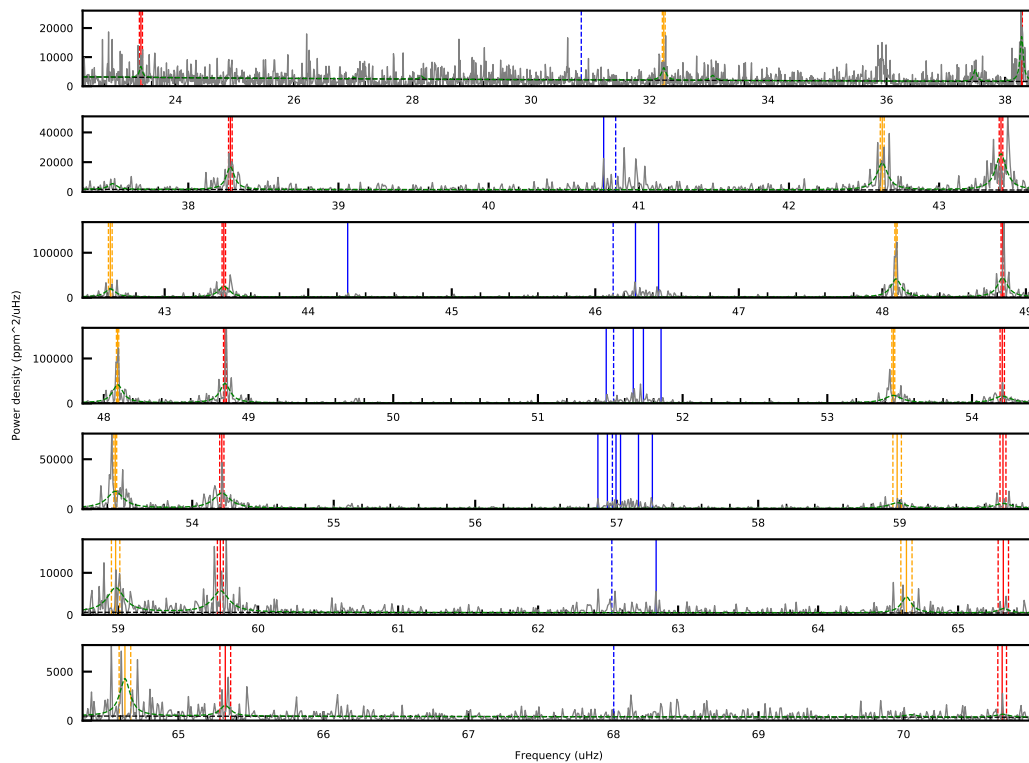 20000
10000
0
24 26 28 30 32 34 36 38
40000
20000
0
38 39 40 41 42 43
100000
0
43 44 45 46 47 48 49
100000
0
48 49 50 51 52 53 54
Power density (ppm^2/uHz)
50000
0
54 55 56 57 58 59
10000
0
59 60 61 62 63 64 65
5000
0
65 66 67 68 69 70
Frequency (uHz)